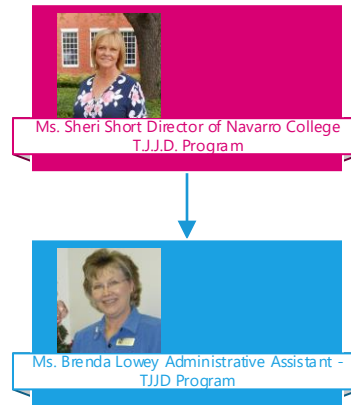 Ms. Sheri Short Director of Navarro College
T.J.J.D. Program
Ms. Brenda Lowey Administrative Assistant -
TJJD Program